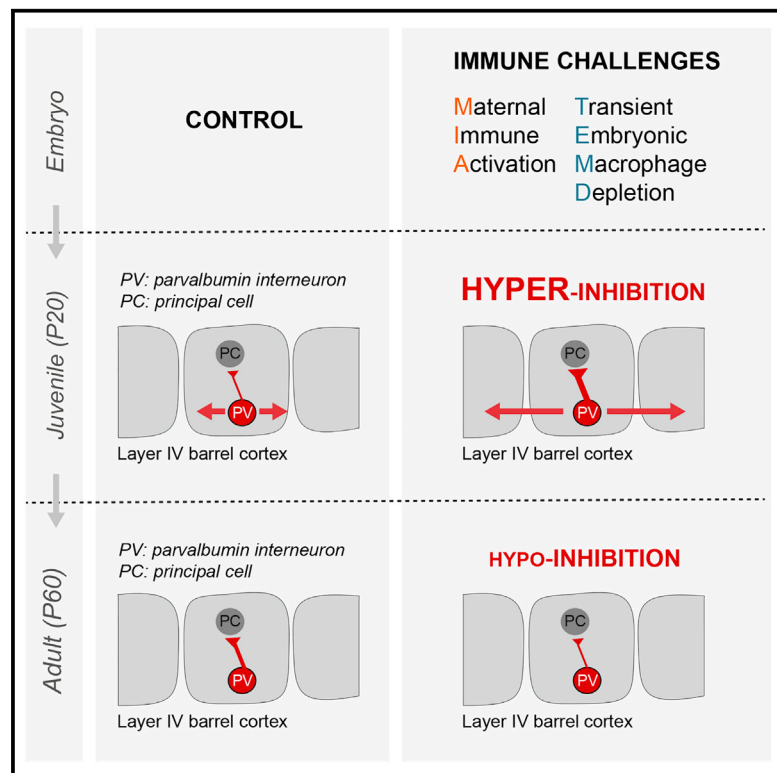 Embryo
CONTROL
IMMUNE CHALLENGES
Maternal
Immune
Activation
Transient
Embryonic
Macrophage
Depletion
Juvenile (P20)
PV: parvalbumin interneuron
PC: principal cell
PC
PV
Layer IV barrel cortex
HYPER-INHIBITION
PC
PV
Layer IV barrel cortex
Adult (P60)
PV: parvalbumin interneuron
PC: principal cell
PC
PV
Layer IV barrel cortex
HYPO-INHIBITION
PC
PV
Layer IV barrel cortex